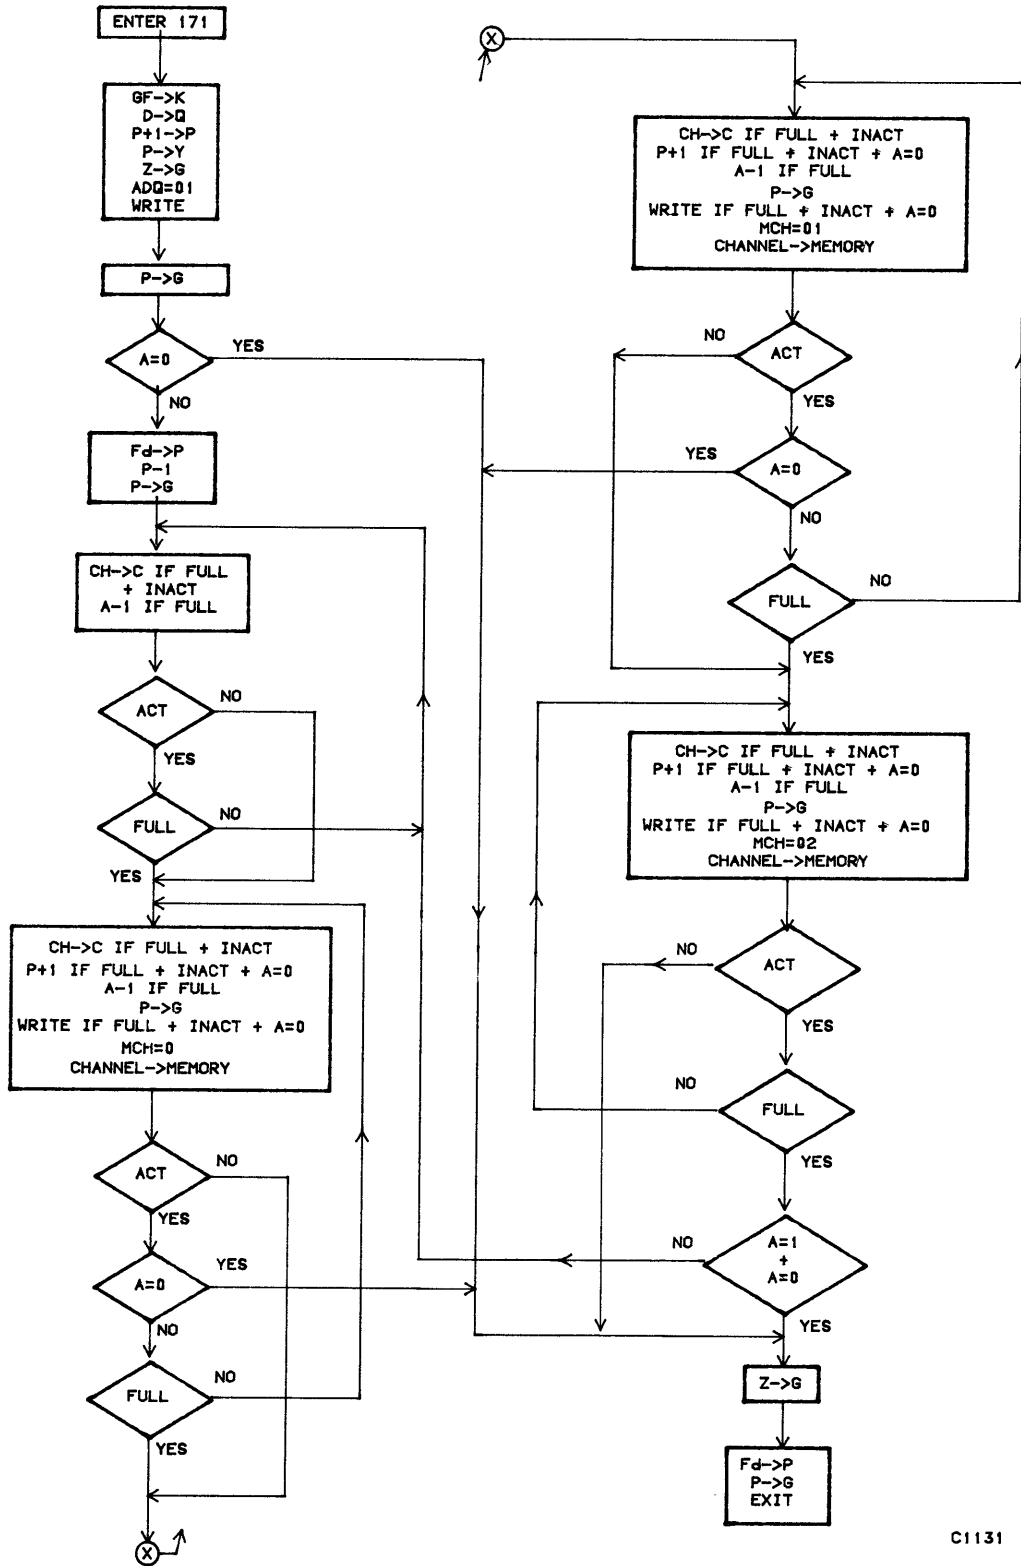 ENTER 171
GF->K
D->Q
P+1->P
P->Y
Z->G
ADQ=01
WRITE
P->G
A=0
YES
NO
Fd->P
P-1
P->G
CH->C IF FULL
+ INACT
A-1 IF FULL
ACT
NO
YES
FULL
NO
YES
CH->C IF FULL + INACT
P+1 IF FULL + INACT + A=0
A-1 IF FULL
P->G
WRITE IF FULL + INACT + A=0
MCH=0
CHANNEL->MEMORY
ACT
NO
YES
A=0
YES
NO
FULL
NO
YES
X
X
CH->C IF FULL + INACT
P+1 IF FULL + INACT + A=0
A-1 IF FULL
P->G
WRITE IF FULL + INACT + A=0
MCH=01
CHANNEL->MEMORY
NO
ACT
YES
YES
A=0
NO
FULL
NO
YES
CH->C IF FULL + INACT
P+1 IF FULL + INACT + A=0
A-1 IF FULL
P->G
WRITE IF FULL + INACT + A=0
MCH=02
CHANNEL->MEMORY
NO
ACT
YES
NO
FULL
YES
NO
A=1
+
A=0
YES
Z->G
Fd->P
P->G
EXIT
C1131